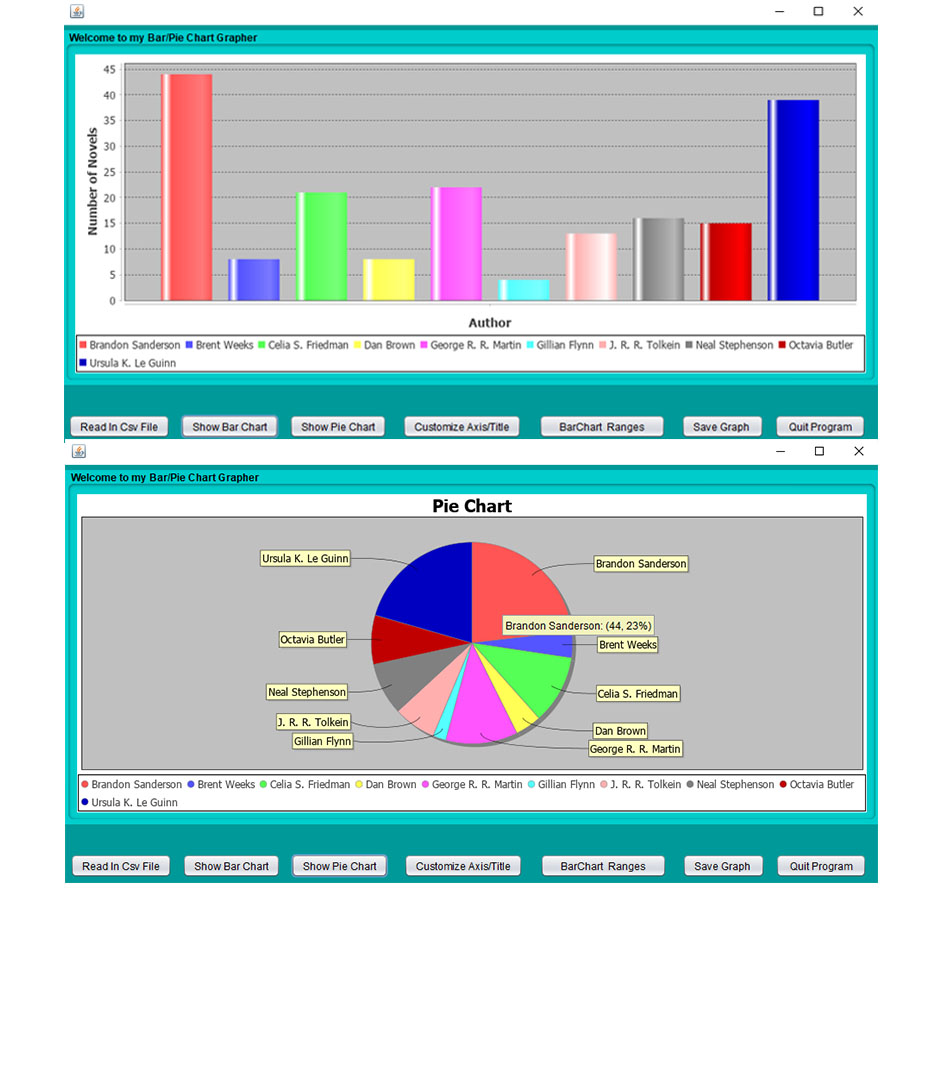 Welcome to my Bar/Pie Chart Grapher
45
40
35
30
25
20
15
10
5
0
Number of Novels
Author
Brandon Sanderson Brent Weeks Celia S. Friedman Dan Brown George R. R. Martin Gillian Flynn J. R. R. Tolkein Neal Stephenson Octavia Butler
Ursula K. Le Guinn
Read In Csv File Show Bar Chart Show Pie Chart Customize Axis/Title BarChart Ranges Save Graph Quit Program
Welcome to my Bar/Pie Chart Grapher
Pie Chart
Ursula K. Le Guinn
Brandon Sanderson
Brandon Sanderson: (44, 23%)
Octavia Butler
Brent Weeks
Neal Stephenson
Celia S. Friedman
J. R. R. Tolkein
Dan Brown
Gillian Flynn
George R. R. Martin
Brandon Sanderson Brent Weeks Celia S. Friedman Dan Brown George R. R. Martin Gillian Flynn J. R. R. Tolkein Neal Stephenson Octavia Butler
Ursula K. Le Guinn
Read In Csv File Show Bar Chart Show Pie Chart Customize Axis/Title BarChart Ranges Save Graph Quit Program